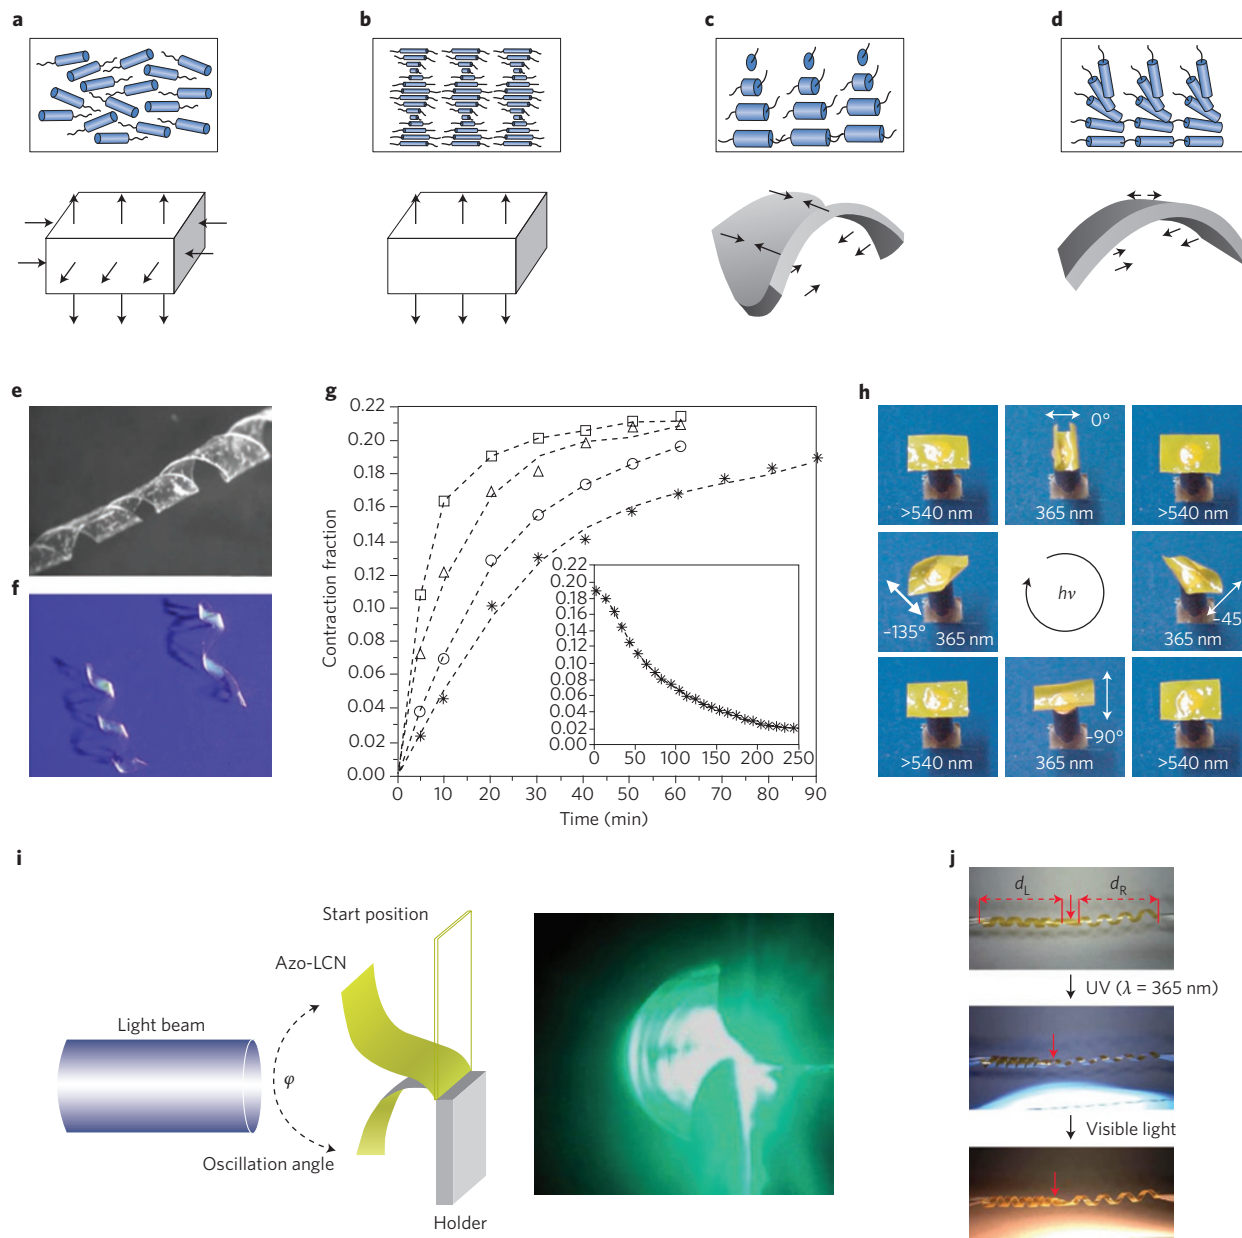 a
b
c
d
e
f
g
0.22
0.20
0.18
0.16
0.14
0.12
0.10
0.08
0.06
0.04
0.02
0.00
Contraction fraction
0
10
20
30
40
50
60
70
80
90
Time (min)
0.22
0.20
0.18
0.16
0.14
0.12
0.10
0.08
0.06
0.04
0.02
0.00
0
50
100
150
200
250
h
>540 nm
0°
365 nm
>540 nm
–135°
365 nm
hν
–45°
365 nm
>540 nm
–90°
365 nm
>540 nm
i
Start position
Azo-LCN
Light beam
φ
Oscillation angle
Holder
j
dL
dR
UV (λ = 365 nm)
Visible light